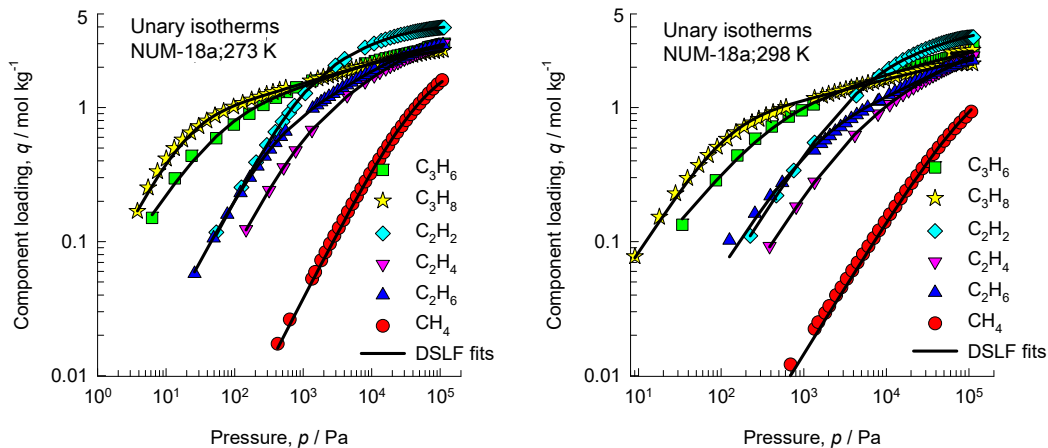 Unary isotherms
NUM-18a;273 K
Component loading, q / mol kg⁻¹
5
1
0.1
0.01
C₃H₆
C₃H₈
C₂H₂
C₂H₄
C₂H₆
CH₄
DSLF fits
10⁰ 10¹ 10² 10³ 10⁴ 10⁵
Pressure, p / Pa
Unary isotherms
NUM-18a;298 K
Component loading, q / mol kg⁻¹
5
1
0.1
0.01
C₃H₆
C₃H₈
C₂H₂
C₂H₄
C₂H₆
CH₄
DSLF fits
10¹ 10² 10³ 10⁴ 10⁵
Pressure, p / Pa